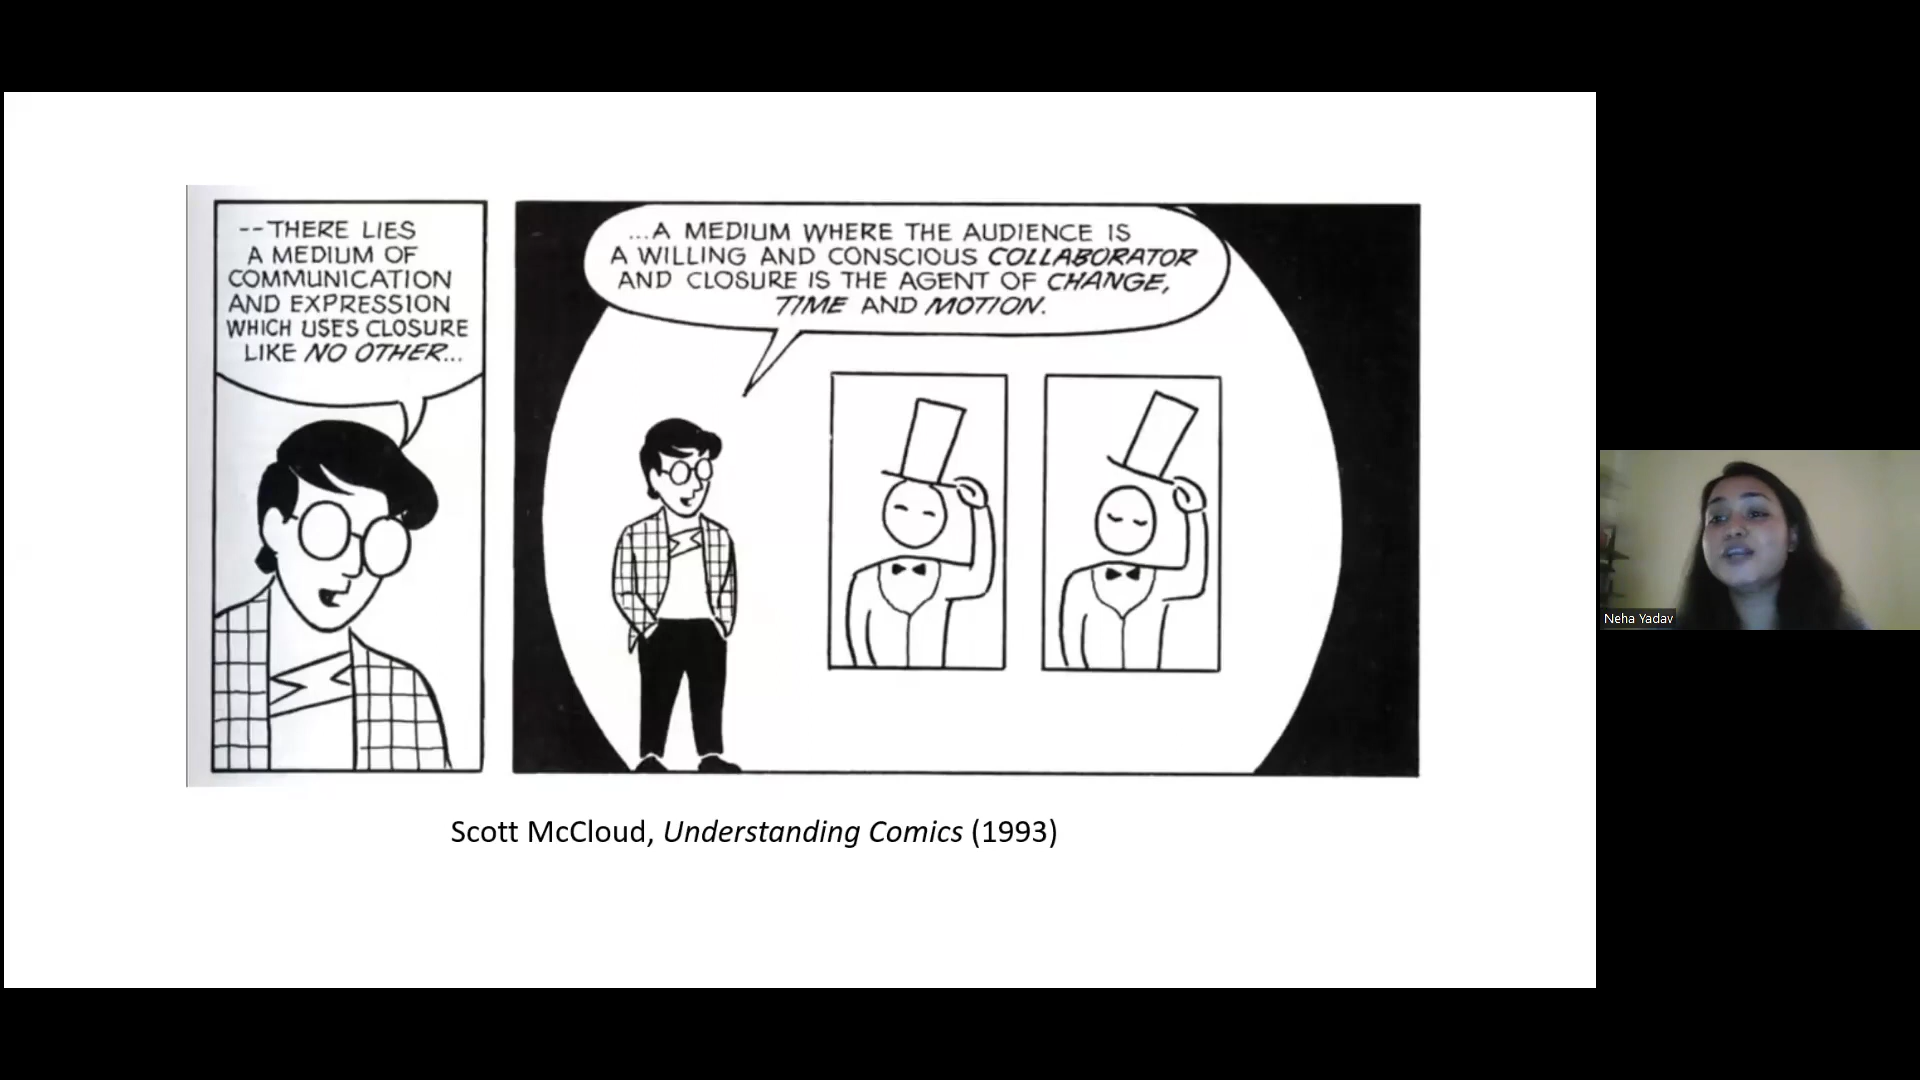 --THERE LIES
A MEDIUM OF
COMMUNICATION
AND EXPRESSION
WHICH USES CLOSURE
LIKE NO OTHER...
...A MEDIUM WHERE THE AUDIENCE IS
A WILLING AND CONSCIOUS COLLABORATOR
AND CLOSURE IS THE AGENT OF CHANGE,
TIME AND MOTION.
Scott McCloud, Understanding Comics (1993)
Neha Yadav